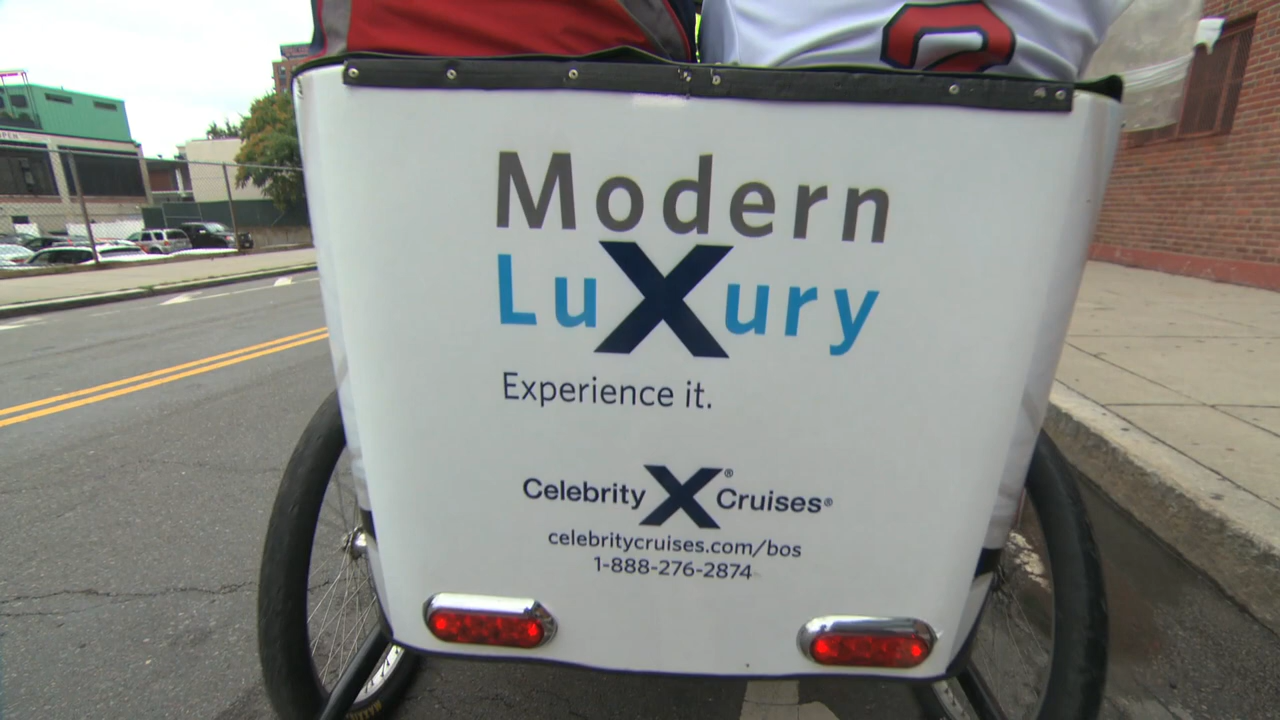 Modern
LuXury
Experience it.
Celebrity X® Cruises®
celebritycruises.com/bos
1-888-276-2874